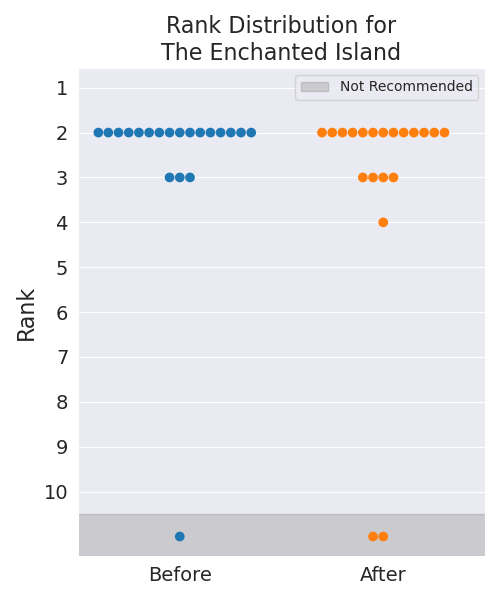 Rank Distribution for
The Enchanted Island
Not Recommended
1
2
3
4
5
6
7
8
9
10
Rank
Before After